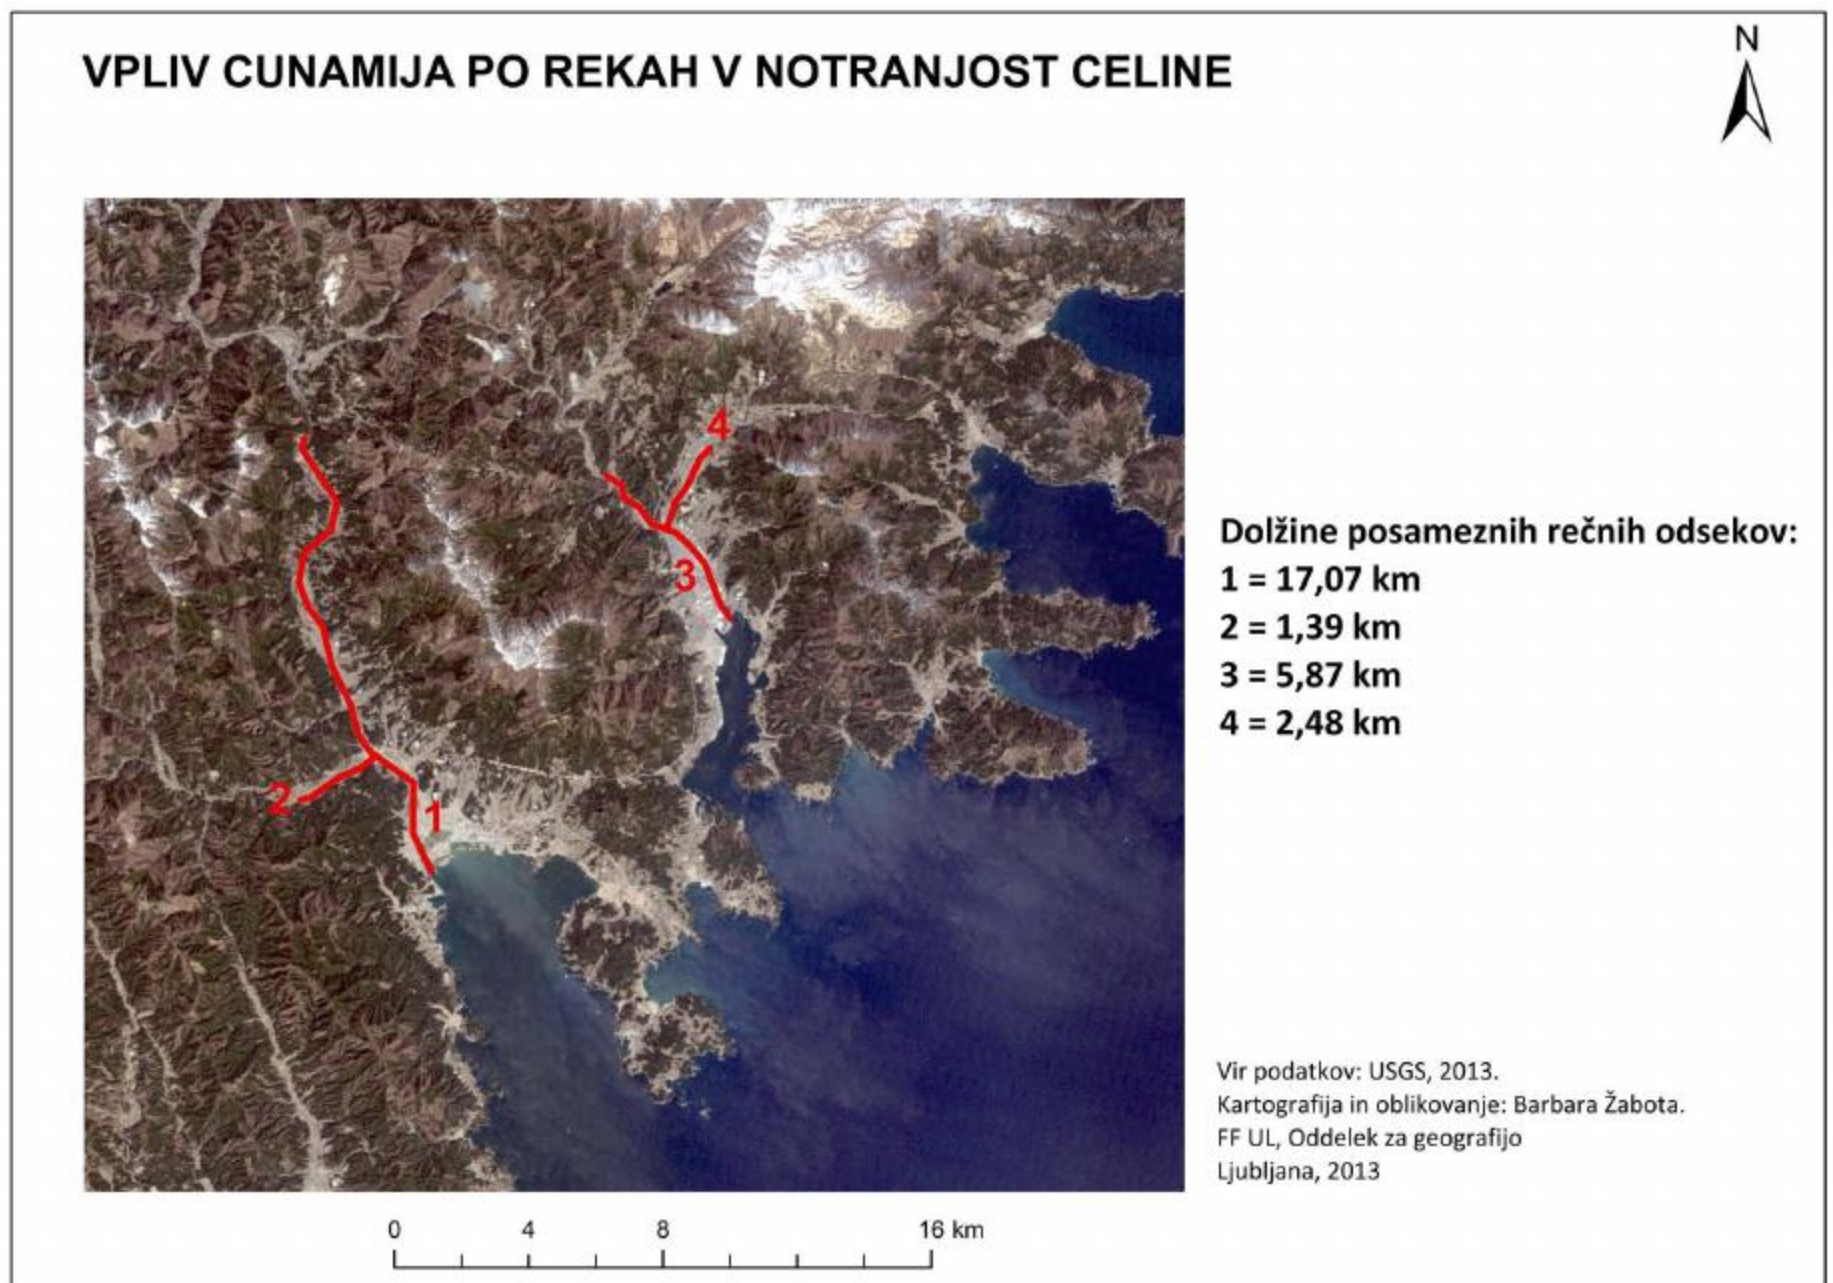 N
VPLIV CUNAMIJA PO REKAH V NOTRANJOST CELINE
4
3
2
1
Dolžine posameznih rečnih odsekov:
1 = 17,07 km
2 = 1,39 km
3 = 5,87 km
4 = 2,48 km
Vir podatkov: USGS, 2013.
Kartografija in oblikovanje: Barbara Žabota.
FF UL, Oddelek za geografijo
Ljubljana, 2013
0 4 8 16 km